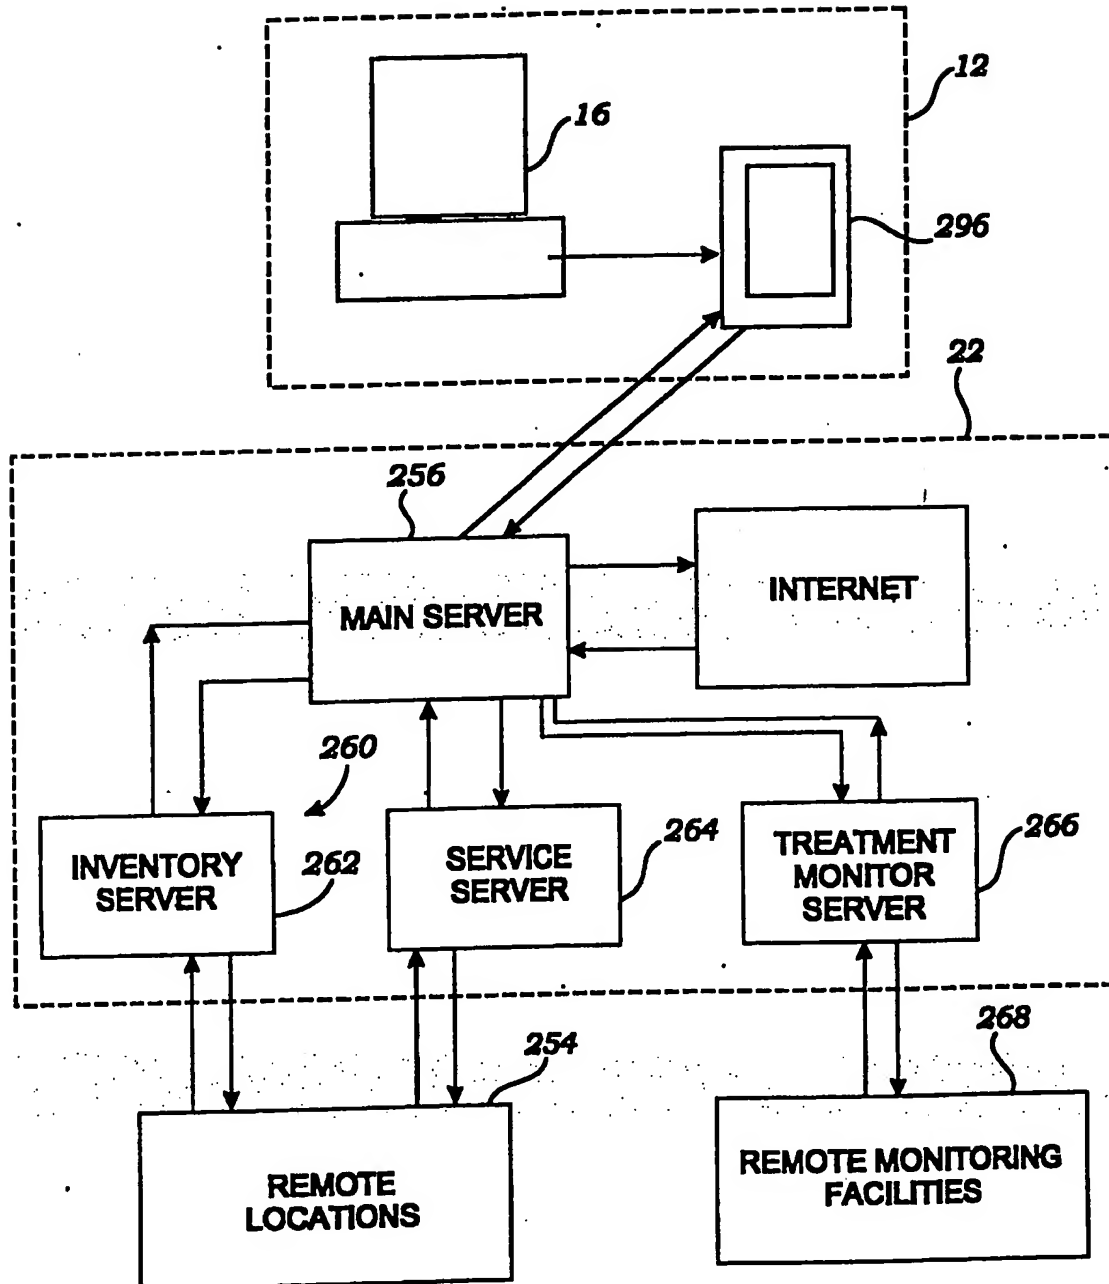 12
16
296
22
256
MAIN SERVER
INTERNET
260
INVENTORY
SERVER
262
SERVICE
SERVER
264
TREATMENT
MONITOR
SERVER
266
254
268
REMOTE
LOCATIONS
REMOTE MONITORING
FACILITIES